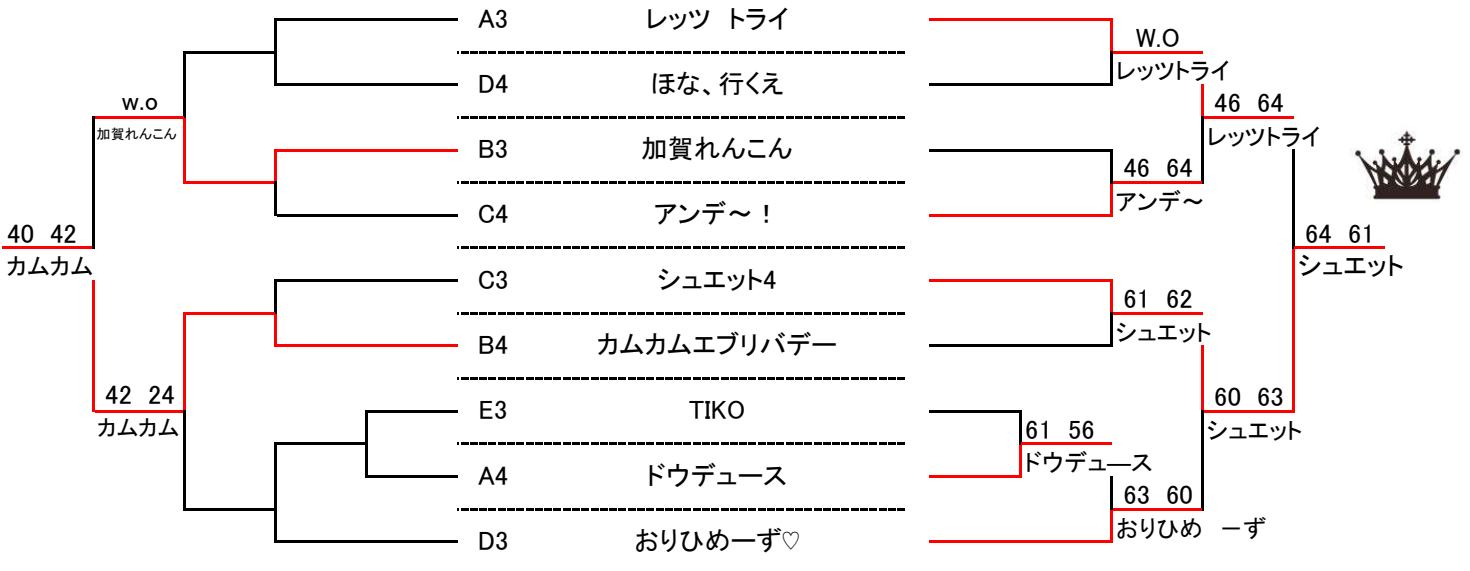 A3 レッツ トライ
W.O
レッツトライ
D4 ほな、行くえ
w.o
加賀れんこん
46 64
レッツトライ
B3 加賀れんこん
46 64
アンデ～
C4 アンデ～！
40 42
カムカム
64 61
シュエット
C3 シュエット4
61 62
シュエット
B4 カムカムエブリバデー
42 24
カムカム
60 63
シュエット
E3 TIKO
61 56
ドウデュ―ス
A4 ドウデュース
63 60
おりひめ ーず
D3 おりひめーず♡